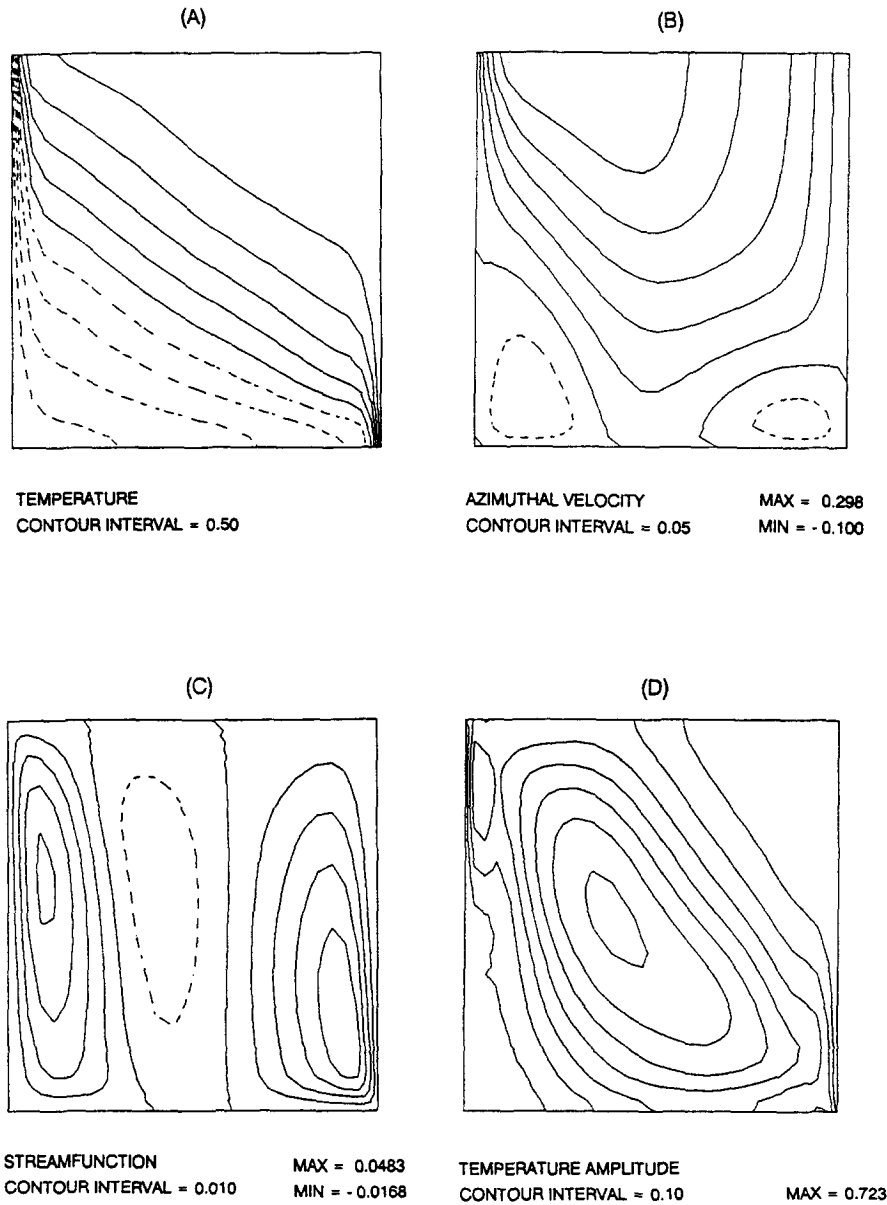 (A)
(B)
TEMPERATURE
CONTOUR INTERVAL = 0.50
AZIMUTHAL VELOCITY MAX = 0.298
CONTOUR INTERVAL = 0.05 MIN = - 0.100
(C)
(D)
STREAMFUNCTION MAX = 0.0483
CONTOUR INTERVAL = 0.010 MIN = - 0.0168
TEMPERATURE AMPLITUDE
CONTOUR INTERVAL = 0.10 MAX = 0.723